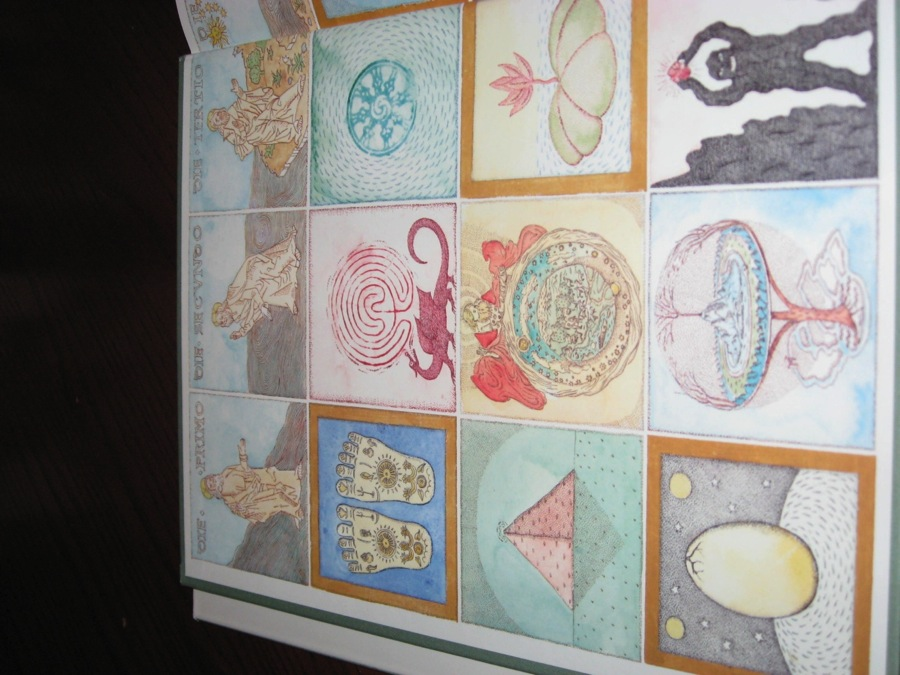 DIE · PRIMO ·
DIE · SECVNDO
DIE · TERTIO